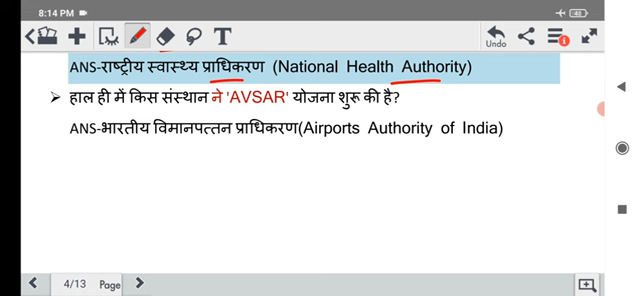 8:14 PM
48
Undo
T
ANS-राष्ट्रीय स्वास्थ्य प्राधिकरण (National Health Authority)
➢ हाल ही में किस संस्थान ने 'AVSAR' योजना शुरू की है?
ANS-भारतीय विमानपत्तन प्राधिकरण(Airports Authority of India)
4/13 Page